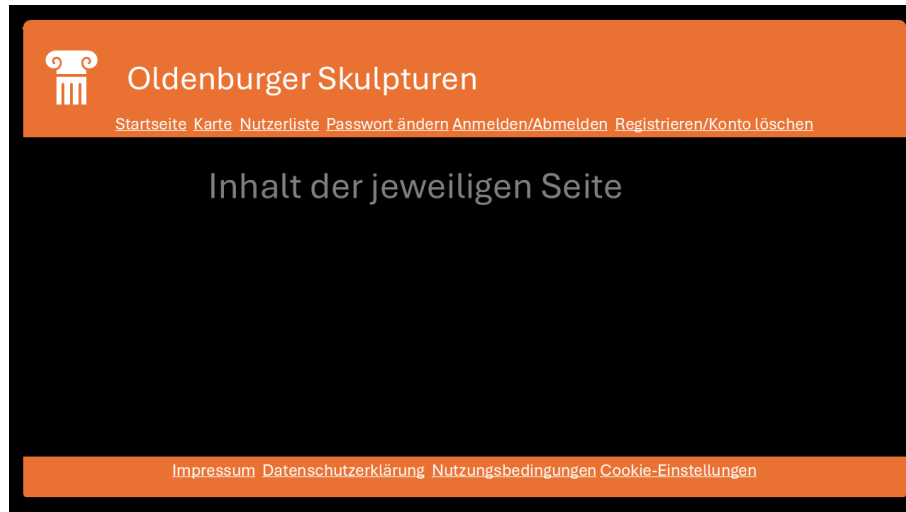 Oldenburger Skulpturen
Startseite Karte Nutzerliste Passwort ändern Anmelden/Abmelden Registrieren/Konto löschen
Inhalt der jeweiligen Seite
Impressum Datenschutzerklärung Nutzungsbedingungen Cookie-Einstellungen